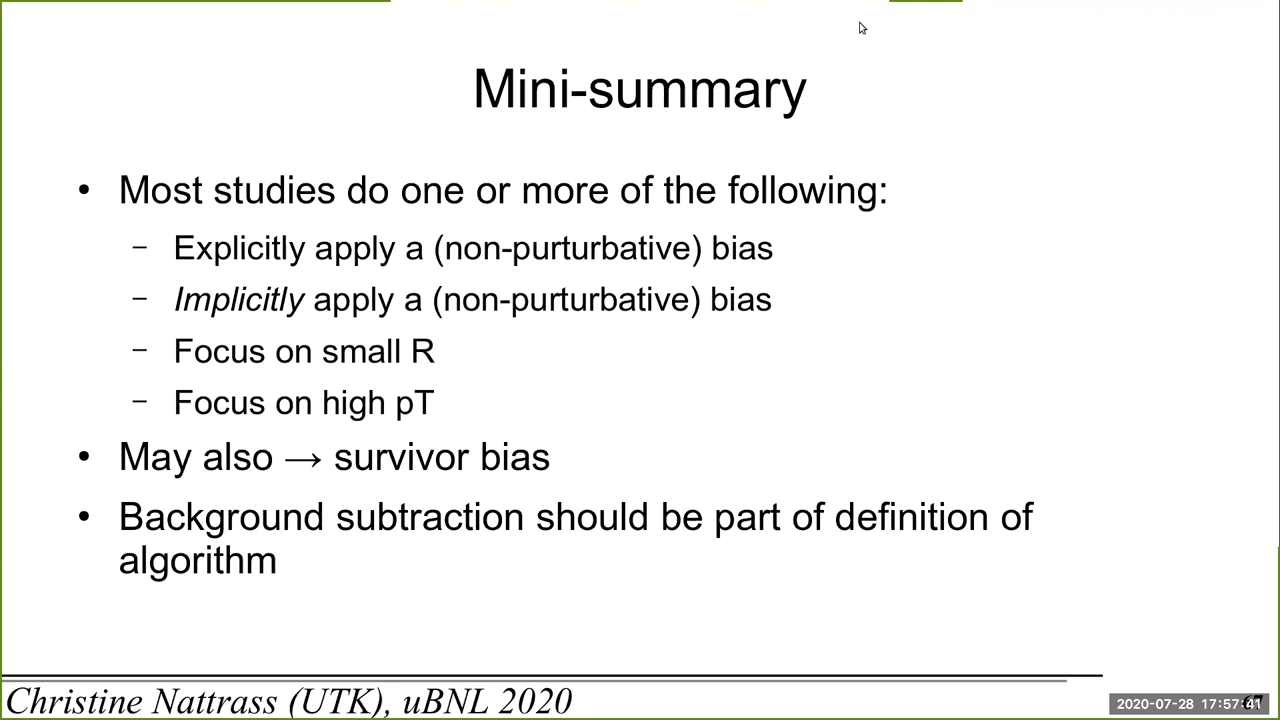 Mini-summary
• Most studies do one or more of the following:
– Explicitly apply a (non-purturbative) bias
– Implicitly apply a (non-purturbative) bias
– Focus on small R
– Focus on high pT
• May also → survivor bias
• Background subtraction should be part of definition of
algorithm
Christine Nattrass (UTK), uBNL 2020
2020-07-28 17:57:41